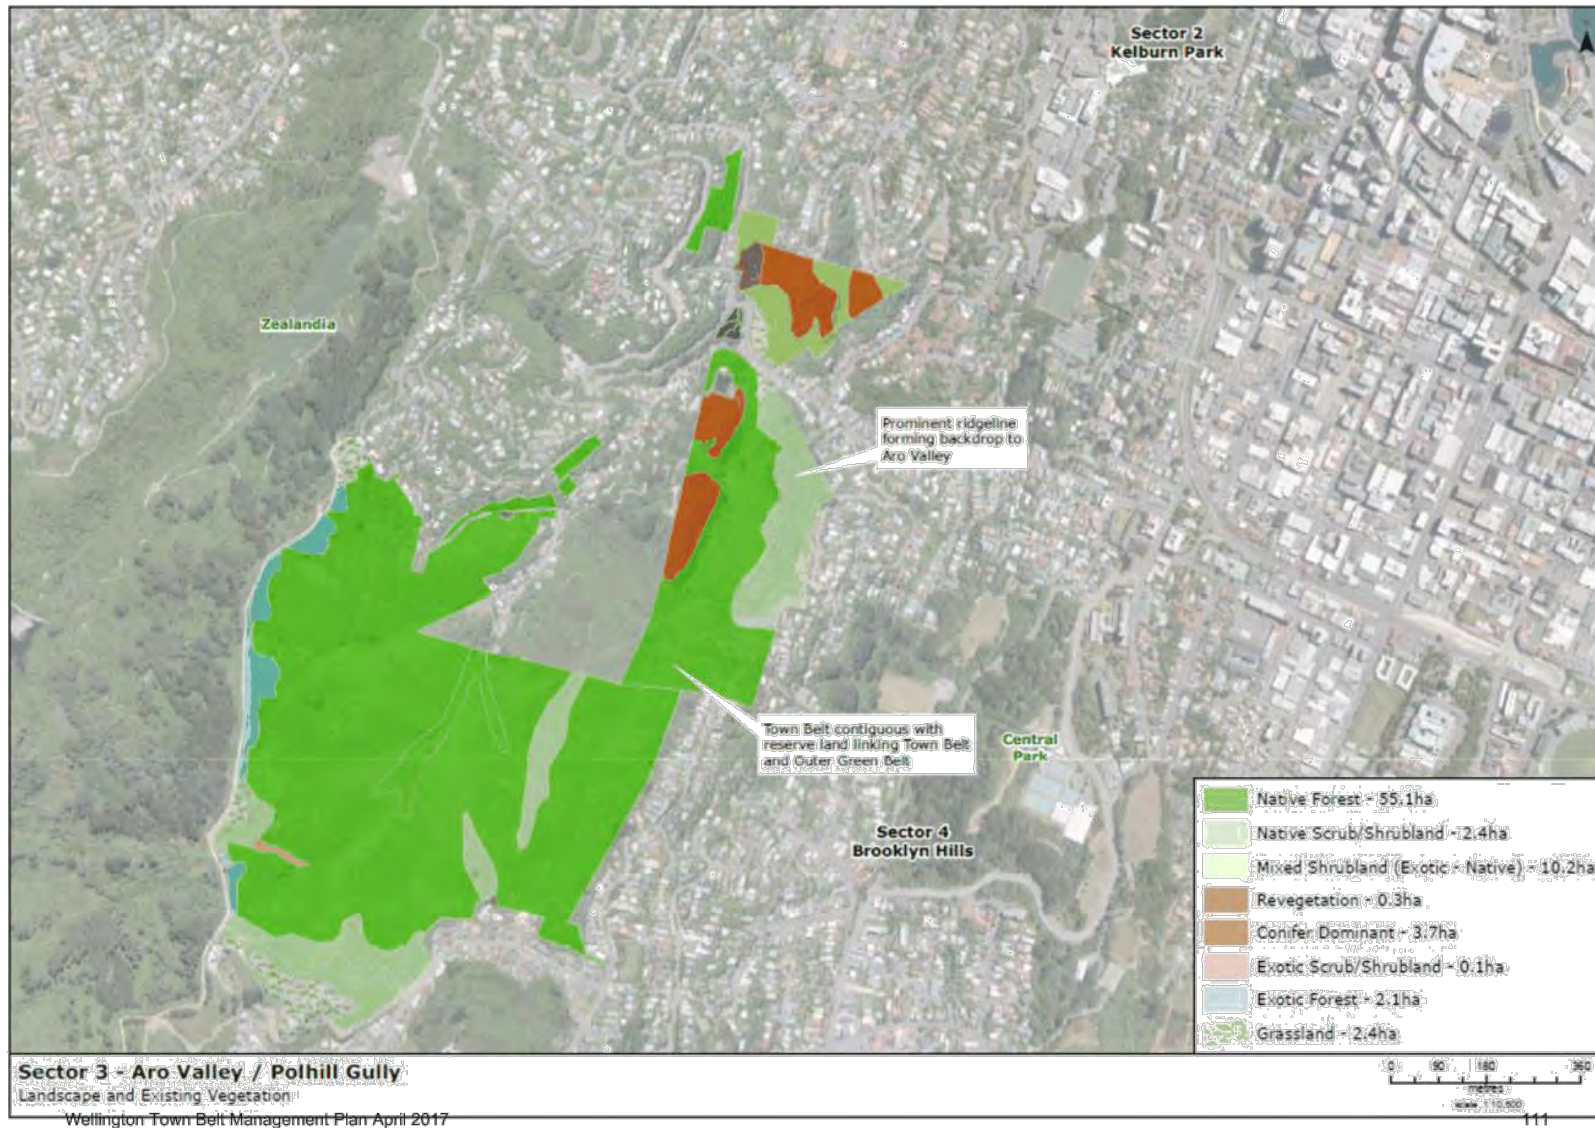 Sector 2
Kelburn Park
Zealandia
Prominent ridgeline
forming backdrop to
Aro Valley
Town Belt contiguous with
reserve land linking Town Belt
and Outer Green Belt
Central
Park
Sector 4
Brooklyn Hills
Native Forest - 55.1ha
Native Scrub/Shrubland - 2.4ha
Mixed Shrubland (Exotic - Native) - 10.2ha
Revegetation - 0.3ha
Conifer Dominant - 3.7ha
Exotic Scrub/Shrubland - 0.1ha
Exotic Forest - 2.1ha
Grassland - 2.4ha
Sector 3 - Aro Valley / Polhill Gully
Landscape and Existing Vegetation
0 90 180 360
metres
scale 1:10,500
Wellington Town Belt Management Plan April 2017
111